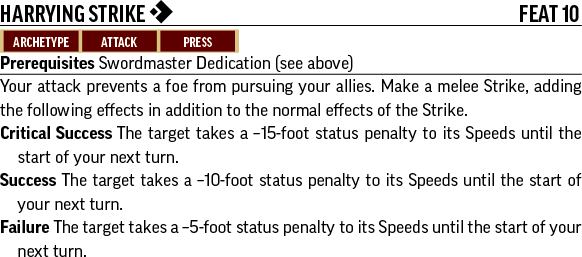 HARRYING STRIKE FEAT 10
ARCHETYPE ATTACK PRESS
Prerequisites Swordmaster Dedication (see above)
Your attack prevents a foe from pursuing your allies. Make a melee Strike, adding
the following effects in addition to the normal effects of the Strike.
Critical Success The target takes a –15-foot status penalty to its Speeds until the
start of your next turn.
Success The target takes a –10-foot status penalty to its Speeds until the start of
your next turn.
Failure The target takes a –5-foot status penalty to its Speeds until the start of your
next turn.